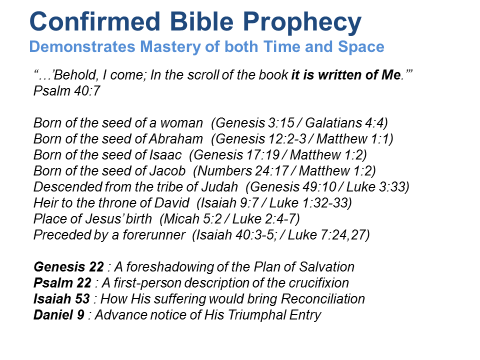 Confirmed Bible Prophecy
Demonstrates Mastery of both Time and Space
“…’Behold, I come; In the scroll of the book it is written of Me.’”
Psalm 40:7
Born of the seed of a woman (Genesis 3:15 / Galatians 4:4)
Born of the seed of Abraham (Genesis 12:2-3 / Matthew 1:1)
Born of the seed of Isaac (Genesis 17:19 / Matthew 1:2)
Born of the seed of Jacob (Numbers 24:17 / Matthew 1:2)
Descended from the tribe of Judah (Genesis 49:10 / Luke 3:33)
Heir to the throne of David (Isaiah 9:7 / Luke 1:32-33)
Place of Jesus’ birth (Micah 5:2 / Luke 2:4-7)
Preceded by a forerunner (Isaiah 40:3-5; / Luke 7:24,27)
Genesis 22 : A foreshadowing of the Plan of Salvation
Psalm 22 : A first-person description of the crucifixion
Isaiah 53 : How His suffering would bring Reconciliation
Daniel 9 : Advance notice of His Triumphal Entry